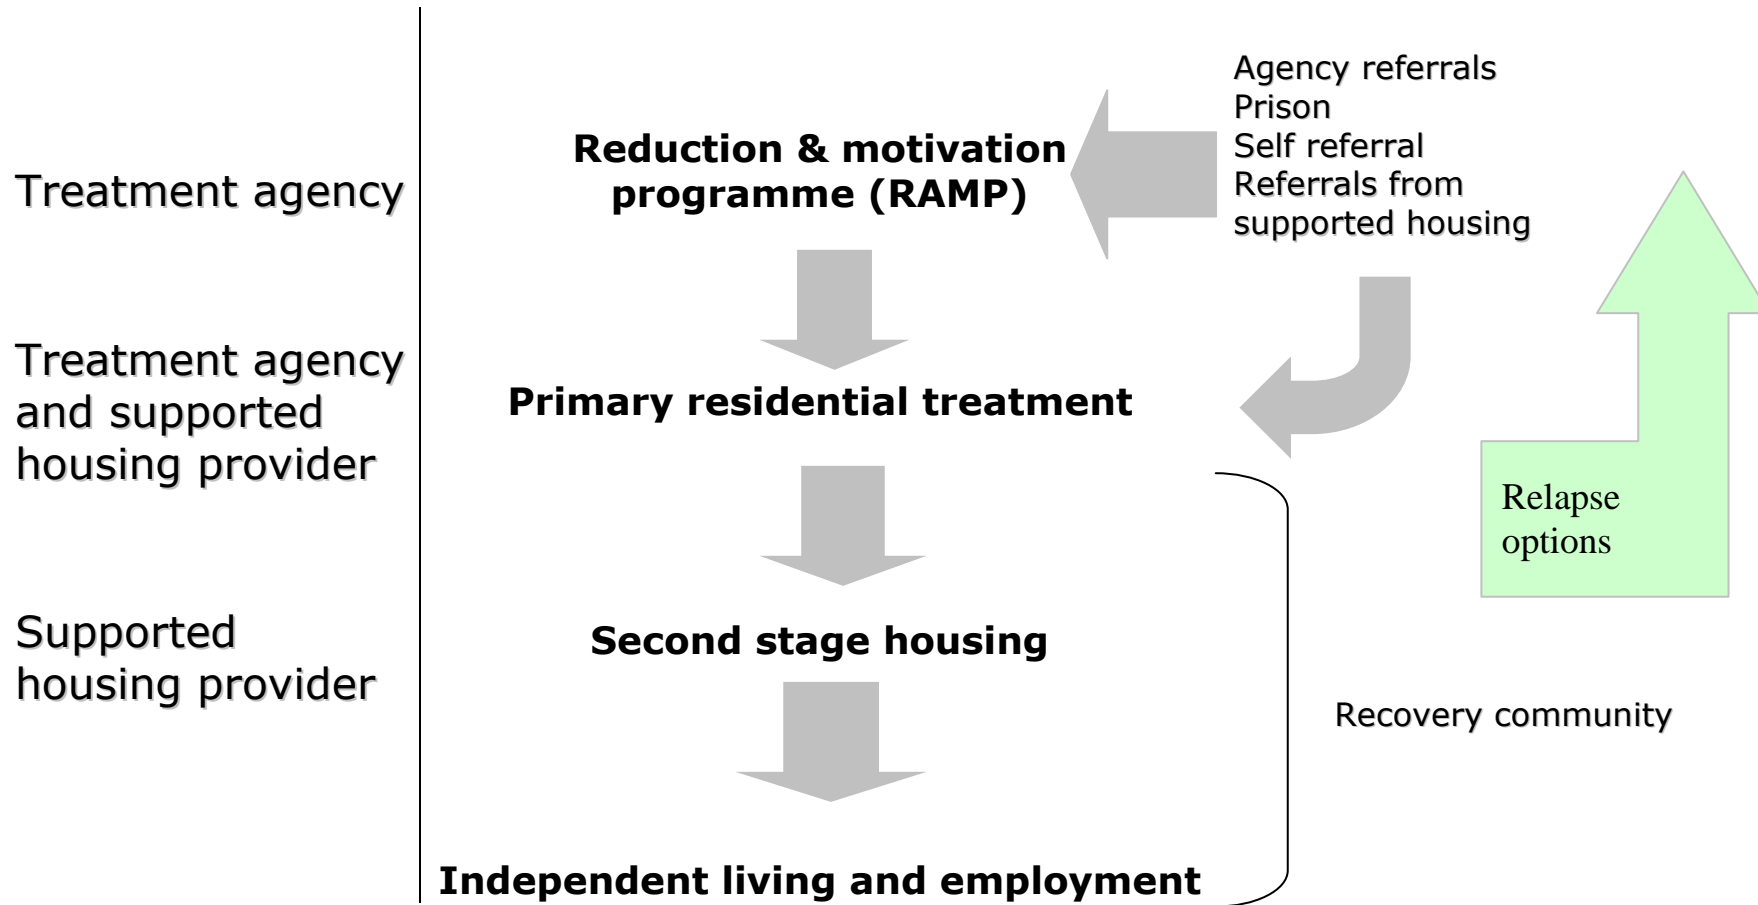 Treatment agency
Treatment agency
and supported
housing provider
Supported
housing provider
Reduction & motivation
programme (RAMP)
Primary residential treatment
Second stage housing
Independent living and employment
Agency referrals
Prison
Self referral
Referrals from
supported housing
Relapse
options
Recovery community